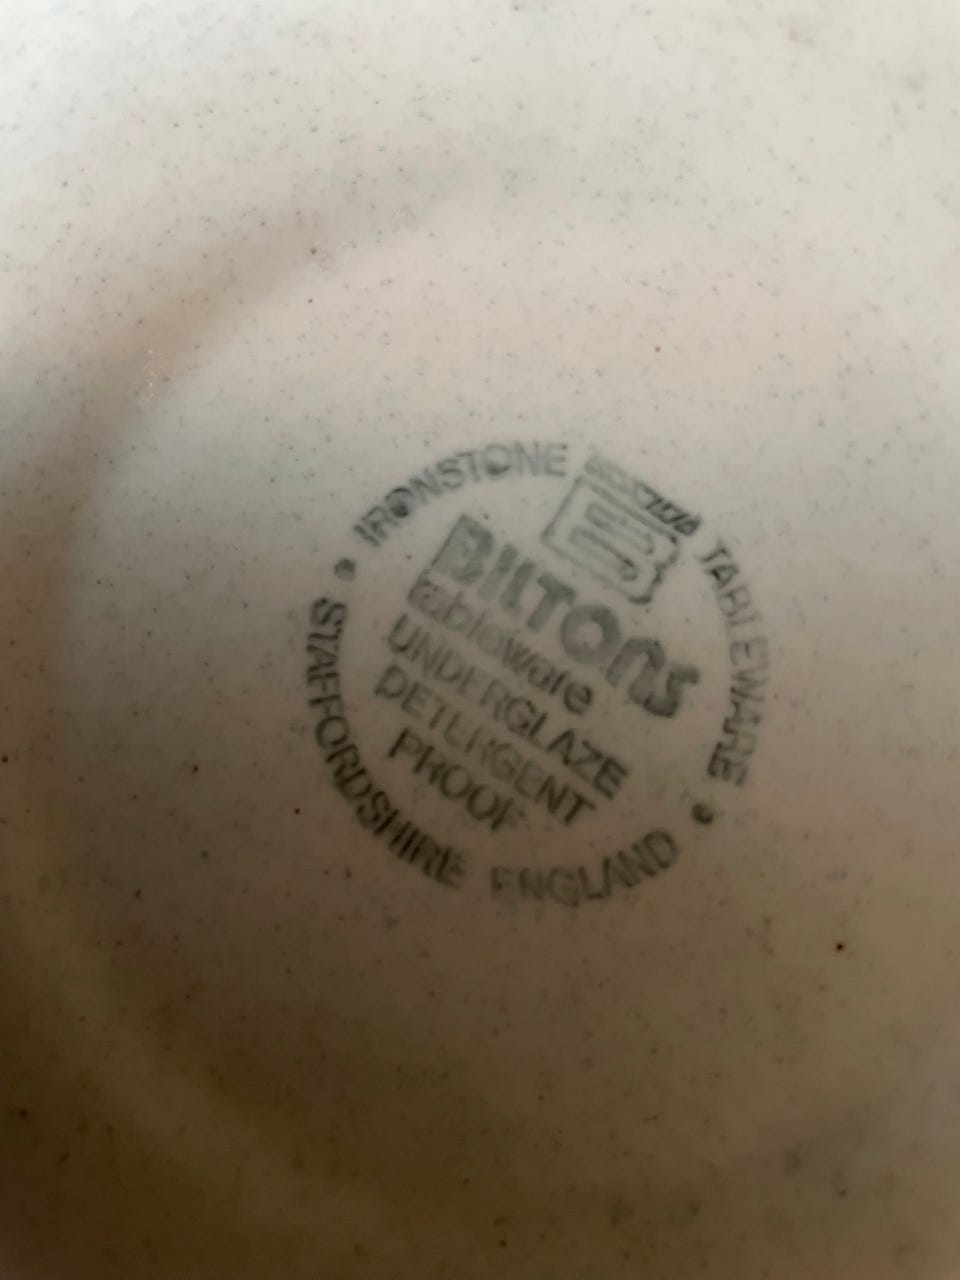 IRONSTONE TABLEWARE
BILTONS
tableware
UNDERGLAZE
DETERGENT
PROOF
STAFFORDSHIRE ENGLAND